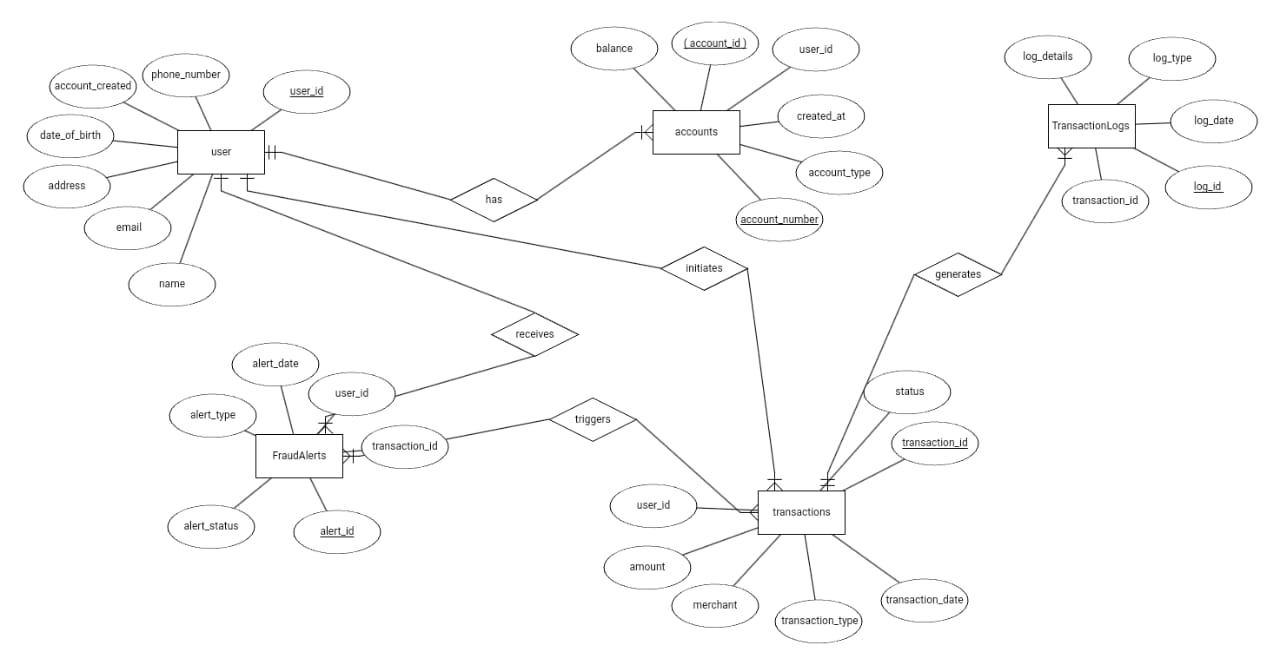 balance
( account_id )
user_id
log_details
log_type
phone_number
account_created
user_id
created_at
log_date
date_of_birth
user
accounts
TransactionLogs
address
account_type
log_id
has
transaction_id
email
account_number
initiates
generates
name
receives
alert_date
user_id
status
alert_type
triggers
transaction_id
transaction_id
FraudAlerts
user_id
transactions
alert_status
alert_id
amount
merchant
transaction_date
transaction_type